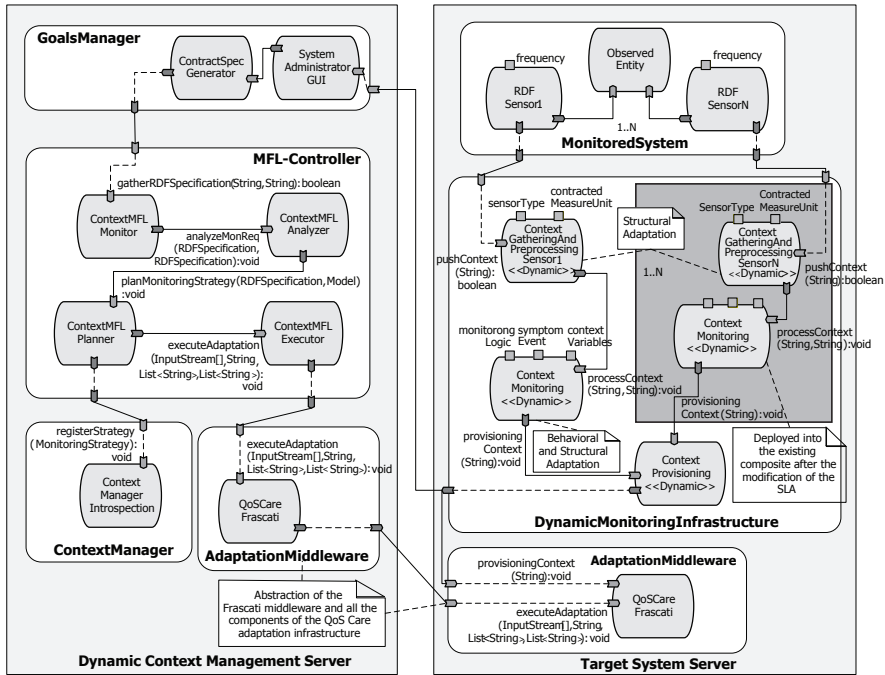 GoalsManager
ContractSpec
Generator
System
Administrator
GUI
MFL-Controller
gatherRDFSpecification(String,String):boolean
ContextMFL
Monitor
analyzeMonReq
(RDFSpecification,
RDFSpecification):void
ContextMFL
Analyzer
planMonitoringStrategy(RDFSpecification,Model)
:void
ContextMFL
Planner
executeAdaptation
(InputStream[],String,
List<String>,List<String>):
void
ContextMFL
Executor
registerStrategy
(MonitoringStrategy):
void
Context
Manager
Introspection
ContextManager
executeAdaptation
(InputStream[],String,
List<String>,List<String>):void
QoSCare
Frascati
AdaptationMiddleware
Abstraction of the
Frascati middleware and all the
components of the QoS Care
adaptation infrastructure
Dynamic Context Management Server
frequency
RDF
Sensor1
Observed
Entity
frequency
RDF
SensorN
1..N
MonitoredSystem
sensorType
contracted
MeasureUnit
Context
GatheringAnd
Preprocessing
Sensor1
<<Dynamic>>
pushContext
(String):
boolean
Structural
Adaptation
1..N
SensorType
Contracted
MeasureUnit
Context
GatheringAnd
Preprocessing
SensorN
<<Dynamic>>
pushContext
(String):boolean
Context
Monitoring
<<Dynamic>>
processContext
(String,String):void
monitorong
Logic
symptom
Event
context
Variables
Context
Monitoring
<<Dynamic>>
processContext
(String,String):void
provisioning
Context(String):void
provisioning
Context
(String):void
Behavioral
and Structural
Adaptation
Context
Provisioning
<<Dynamic>>
Deployed into
the existing
composite after the
modification of the
SLA
DynamicMonitoringInfrastructure
AdaptationMiddleware
provisioningContext
(String):void
executeAdaptation
(InputStream[],String,
List<String>,List<String>):void
QoSCare
Frascati
Target System Server